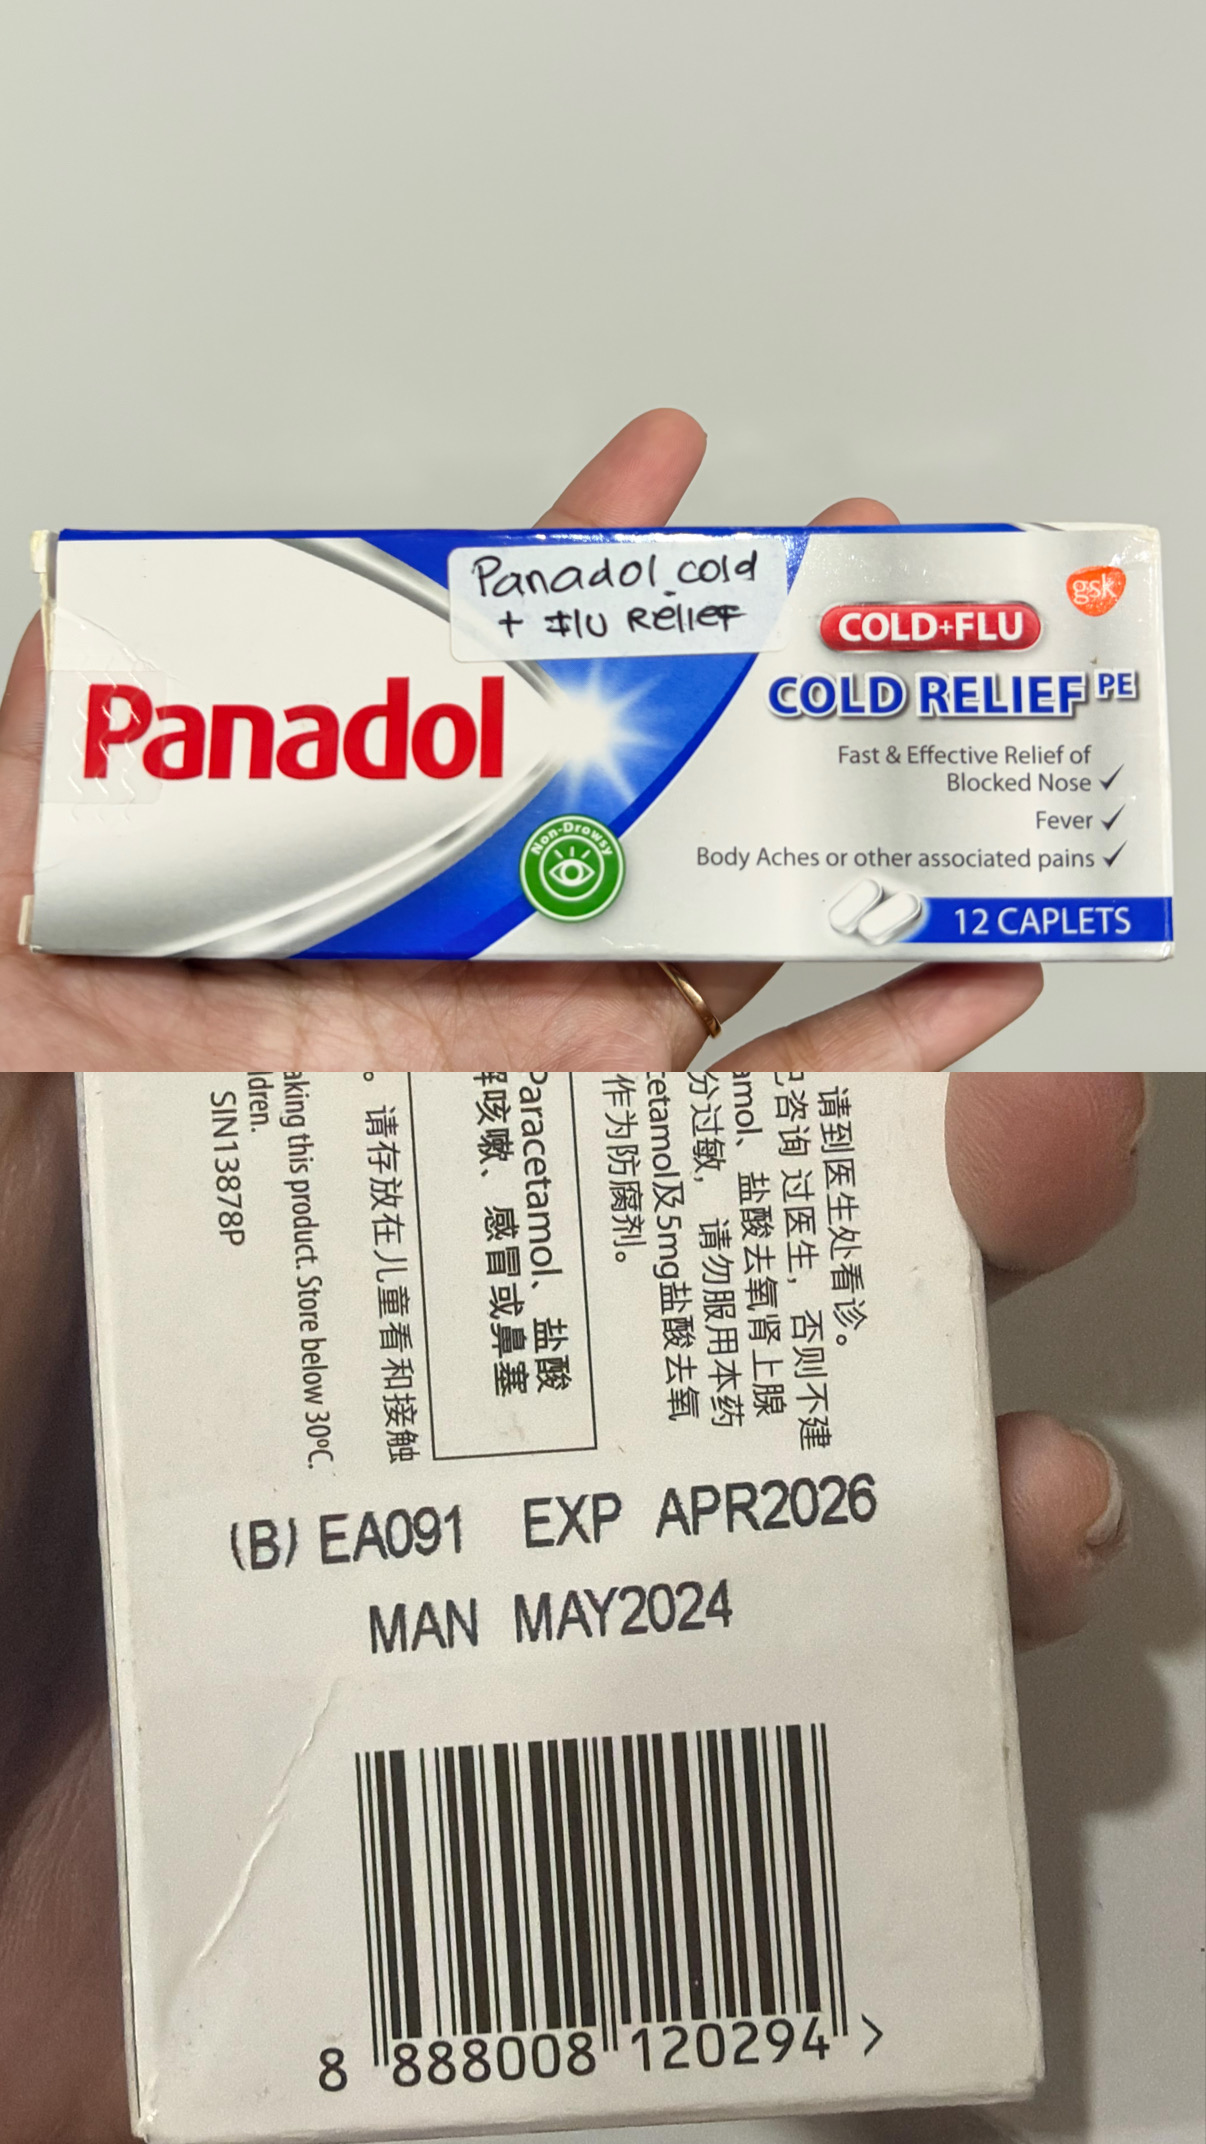 Panadol cold
+ flu Relief
gsk
COLD+FLU
Panadol
COLD RELIEF PE
Fast & Effective Relief of
Blocked Nose ✓
Fever ✓
Body Aches or other associated pains ✓
Non-Drowsy
12 CAPLETS
请到医生处看诊。
咨询过医生，否则不建
amol、盐酸去氧肾上腺
分过敏，请勿服用本药
etamol及5mg盐酸去氧
作为防腐剂。
Paracetamol、盐酸
咳嗽、感冒或鼻塞
。请存放在儿童看和接触
aking this product. Store below 30ºC.
ldren.
SIN13878P
(B) EA091 EXP APR2026
MAN MAY2024
8 888008 120294 >